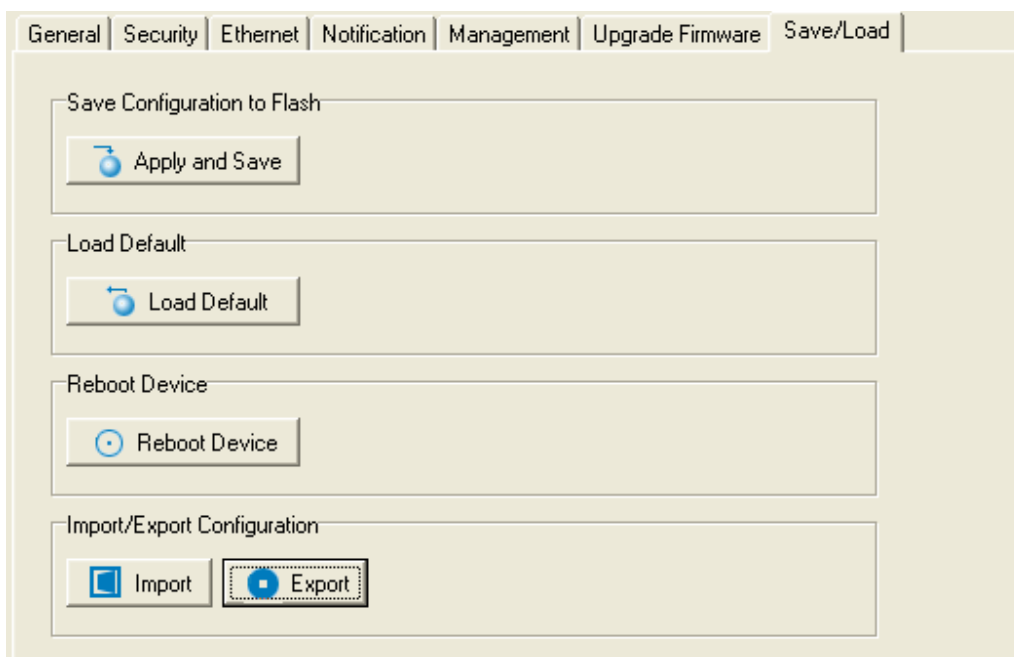 General Security Ethernet Notification Management Upgrade Firmware Save/Load
Save Configuration to Flash
Apply and Save
Load Default
Load Default
Reboot Device
Reboot Device
Import/Export Configuration
Import Export